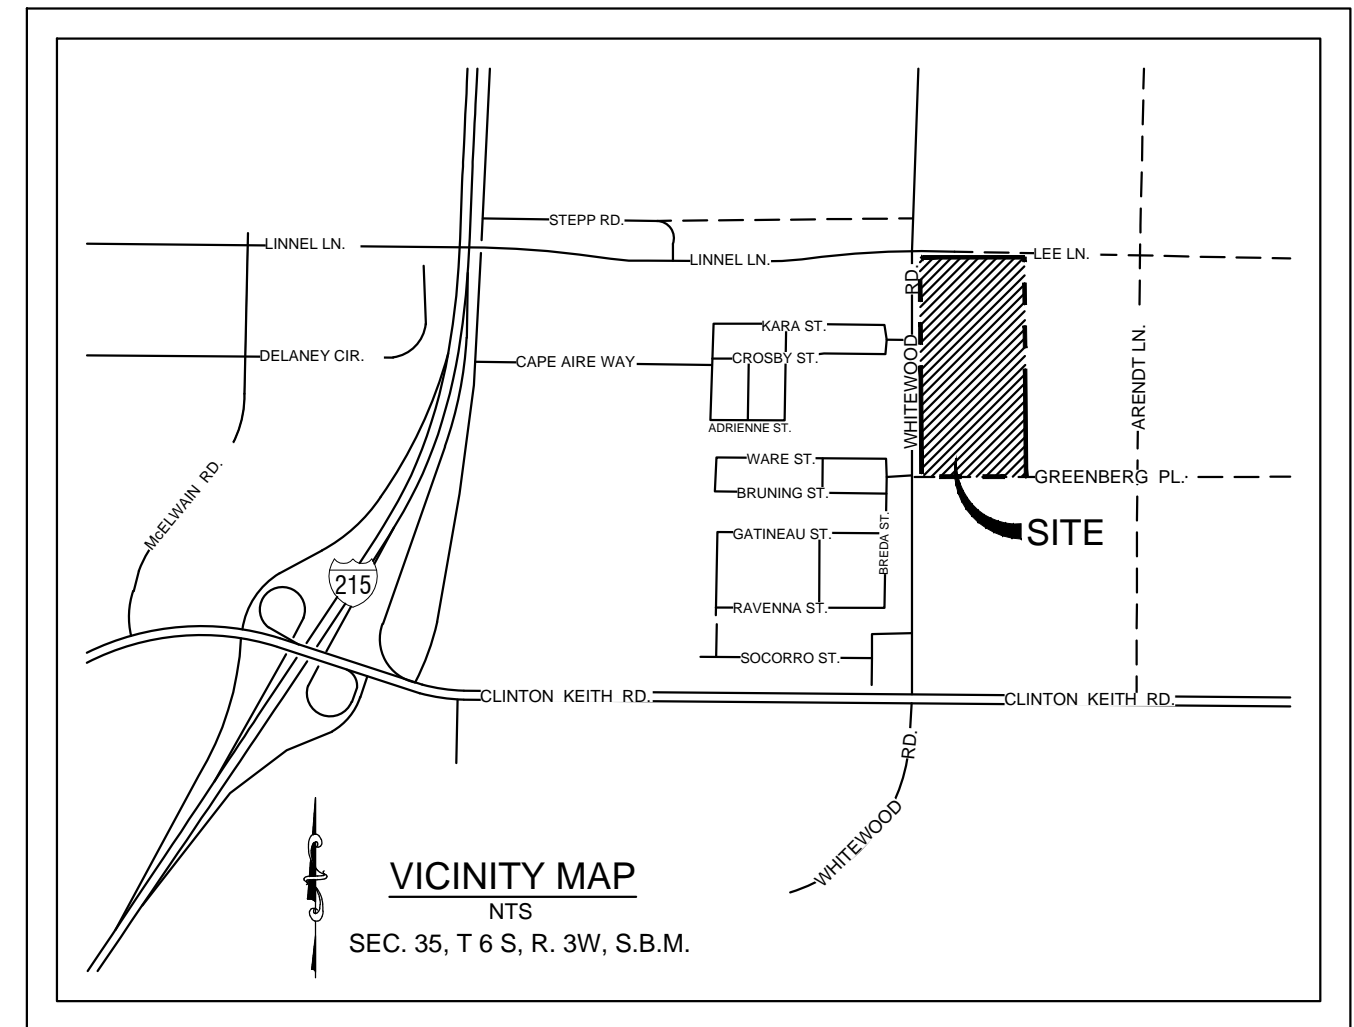 STEPP RD.
LINNEL LN.
LINNEL LN.
LEE LN.
WHITEWOOD RD.
KARA ST.
DELANEY CIR.
CAPE AIRE WAY
CROSBY ST.
ARENDT LN.
ADRIENNE ST.
WARE ST.
GREENBERG PL.
BRUNING ST.
McELWAIN RD.
GATINEAU ST.
BREDA ST.
SITE
215
RAVENNA ST.
SOCORRO ST.
CLINTON KEITH RD.
CLINTON KEITH RD.
WHITEWOOD RD.
VICINITY MAP
NTS
SEC. 35, T 6 S, R. 3W, S.B.M.